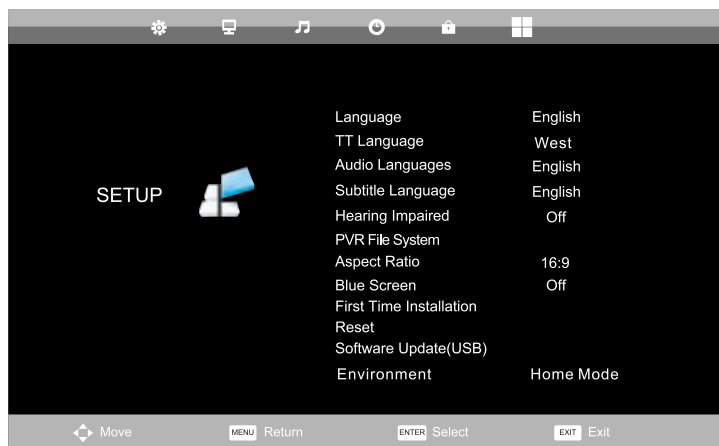 SETUP
Language English
TT Language West
Audio Languages English
Subtitle Language English
Hearing Impaired Off
PVR File System
Aspect Ratio 16:9
Blue Screen Off
First Time Installation
Reset
Software Update(USB)
Environment Home Mode
Move MENU Return ENTER Select EXIT Exit